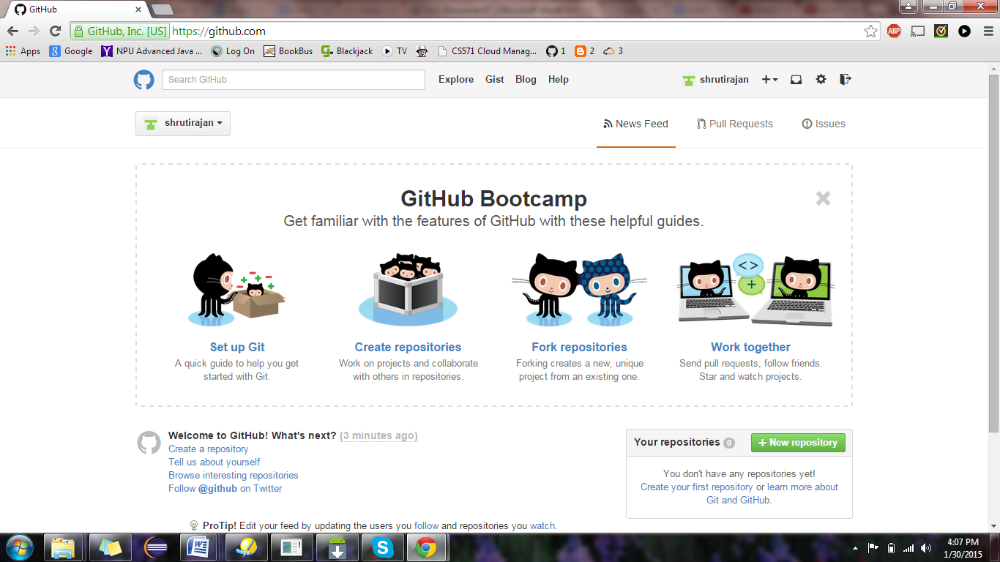 GitHub
GitHub, Inc. [US] https://github.com
ABP
Apps Google NPU Advanced Java ... Log On BookBus Blackjack TV CS571 Cloud Manag... 1 2 3
Search GitHub Explore Gist Blog Help shrutirajan
shrutirajan News Feed Pull Requests Issues
GitHub Bootcamp
Get familiar with the features of GitHub with these helpful guides.
Set up Git
A quick guide to help you get
started with Git.
Create repositories
Work on projects and collaborate
with others in repositories.
Fork repositories
Forking creates a new, unique
project from an existing one.
Work together
Send pull requests, follow friends.
Star and watch projects.
Welcome to GitHub! What's next? (3 minutes ago)
Create a repository
Tell us about yourself
Browse interesting repositories
Follow @github on Twitter
Your repositories 0 + New repository
You don't have any repositories yet!
Create your first repository or learn more about
Git and GitHub.
ProTip! Edit your feed by updating the users you follow and repositories you watch.
4:07 PM
1/30/2015